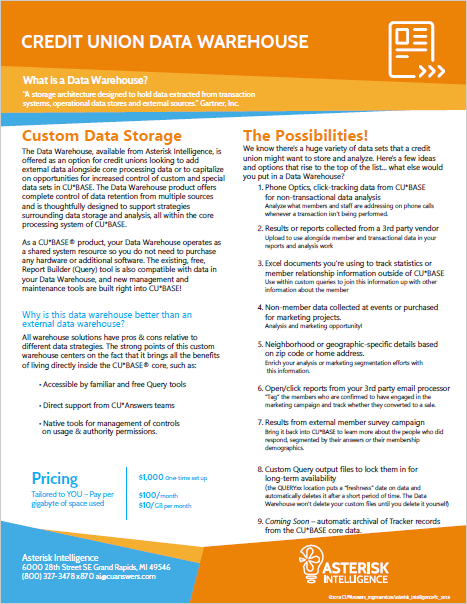 CREDIT UNION DATA WAREHOUSE
What is a Data Warehouse?
"A storage architecture designed to hold data extracted from transaction
systems, operational data stores and external sources." Gartner, Inc.
Custom Data Storage
The Data Warehouse, available from Asterisk Intelligence, is
offered as an option for credit unions looking to add
external data alongside core processing data or to capitalize
on opportunities for increased control of custom and special
data sets in CU*BASE. The Data Warehouse product offers
complete control of data retention from multiple sources
and is thoughtfully designed to support strategies
surrounding data storage and analysis, all within the core
processing system of CU*BASE.
As a CU*BASE® product, your Data Warehouse operates as
a shared system resource so you do not need to purchase
any hardware or additional software. The existing, free,
Report Builder (Query) tool is also compatible with data in
your Data Warehouse, and new management and
maintenance tools are built right into CU*BASE!
Why is this data warehouse better than an
external data warehouse?
All warehouse solutions have pros & cons relative to
different data strategies. The strong points of this custom
warehouse centers on the fact that it brings all the benefits
of living directly inside the CU*BASE® core, such as:
• Accessible by familiar and free Query tools
• Direct support from CU*Answers teams
• Native tools for management of controls
on usage & authority permissions.
Pricing
Tailored to YOU – Pay per
gigabyte of space used
$1,000 One-time set up
$100/month
$10/GB per month
The Possibilities!
We know there's a huge variety of data sets that a credit
union might want to store and analyze. Here's a few ideas
and options that rise to the top of the list... what else would
you put in a Data Warehouse?
1. Phone Optics, click-tracking data from CU*BASE
for non-transactional data analysis
Analyze what members and staff are addressing on phone calls
whenever a transaction isn't being performed.
2. Results or reports collected from a 3rd party vendor
Upload to use alongside member and transactional data in your
reports and analysis work
3. Excel documents you're using to track statistics or
member relationship information outside of CU*BASE
Use within custom queries to join this information up with other
information about the member
4. Non-member data collected at events or purchased
for marketing projects.
Analysis and marketing opportunity!
5. Neighborhood or geographic-specific details based
on zip code or home address.
Enrich your analysis or marketing segmentation efforts with
this information.
6. Open/click reports from your 3rd party email processor
"Tag" the members who are confirmed to have engaged in the
marketing campaign and track whether they converted to a sale.
7. Results from external member survey campaign
Bring it back into CU*BASE to learn more about the people who did
respond, segmented by their answers or their membership
demographics.
8. Custom Query output files to lock them in for
long-term availability
(the QUERYxx location puts a "freshness" date on data and
automatically deletes it after a short period of time. The Data
Warehouse won't delete your custom files until you delete it yourself)
9. Coming Soon – automatic archival of Tracker records
from the CU*BASE core data.
Asterisk Intelligence
6000 28th Street SE Grand Rapids, MI 49546
(800) 327-3478 x870 ai@cuanswers.com
ASTERISK
INTELLIGENCE